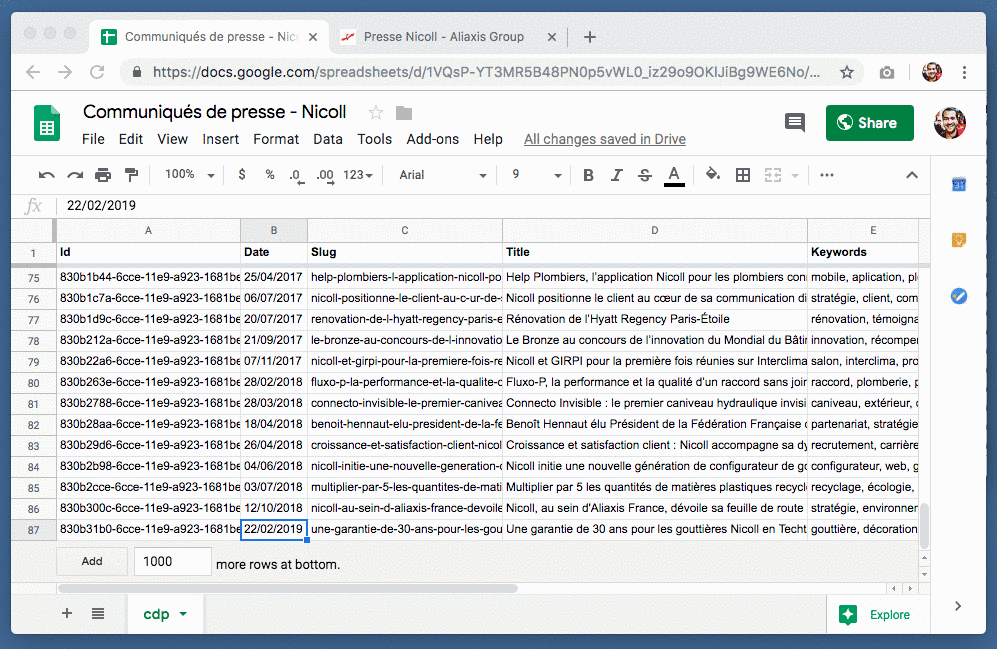 Communiqués de presse - Nic
Presse Nicoll - Aliaxis Group
https://docs.google.com/spreadsheets/d/1VQsP-YT3MR5B48PN0p5vWL0_iz29o9OKIJiBg9WE6No/...
Communiqués de presse - Nicoll
File Edit View Insert Format Data Tools Add-ons Help All changes saved in Drive
Share
100% $ % .0 .00 123 Arial 9 B I S A
fx 22/02/2019
A B C D E
1 Id Date Slug Title Keywords
75 830b1b44-6cce-11e9-a923-1681be 25/04/2017 help-plombiers-l-application-nicoll-po Help Plombiers, l'application Nicoll pour les plombiers con mobile, aplication, pl
76 830b1c7a-6cce-11e9-a923-1681be 06/07/2017 nicoll-positionne-le-client-au-c-ur-de- Nicoll positionne le client au cœur de sa communication di stratégie, client, com
77 830b1d9c-6cce-11e9-a923-1681be 20/07/2017 renovation-de-l-hyatt-regency-paris-e Rénovation de l'Hyatt Regency Paris-Étoile rénovation, témoigna
78 830b212a-6cce-11e9-a923-1681be 21/09/2017 le-bronze-au-concours-de-l-innovatio Le Bronze au concours de l'innovation du Mondial du Bâtir innovation, récomper
79 830b22a6-6cce-11e9-a923-1681be 07/11/2017 nicoll-et-girpi-pour-la-premiere-fois-re Nicoll et GIRPI pour la première fois réunies sur Interclima salon, interclima, pro
80 830b263e-6cce-11e9-a923-1681be 28/02/2018 fluxo-p-la-performance-et-la-qualite-c Fluxo-P, la performance et la qualité d'un raccord sans join raccord, plomberie, p
81 830b2788-6cce-11e9-a923-1681be 28/03/2018 connecto-invisible-le-premier-canivea Connecto Invisible : le premier caniveau hydraulique invisi caniveau, extérieur,
82 830b28aa-6cce-11e9-a923-1681be 18/04/2018 benoit-hennaut-elu-president-de-la-fe Benoît Hennaut élu Président de la Fédération Française partenariat, stratégie
83 830b29d6-6cce-11e9-a923-1681be 26/04/2018 croissance-et-satisfaction-client-nicol Croissance et satisfaction client : Nicoll accompagne sa dy recrutement, carrière
84 830b2b98-6cce-11e9-a923-1681be 04/06/2018 nicoll-initie-une-nouvelle-generation-c Nicoll initie une nouvelle génération de configurateur de go configurateur, web, g
85 830b2cce-6cce-11e9-a923-1681be 03/07/2018 multiplier-par-5-les-quantites-de-mati Multiplier par 5 les quantités de matières plastiques recycl recyclage, écologie,
86 830b300c-6cce-11e9-a923-1681be 12/10/2018 nicoll-au-sein-d-aliaxis-france-devoile Nicoll, au sein d'Aliaxis France, dévoile sa feuille de route stratégie, environner
87 830b31b0-6cce-11e9-a923-1681be 22/02/2019 une-garantie-de-30-ans-pour-les-gou Une garantie de 30 ans pour les gouttières Nicoll en Techt gouttière, décoration
Add 1000 more rows at bottom.
cdp
Explore